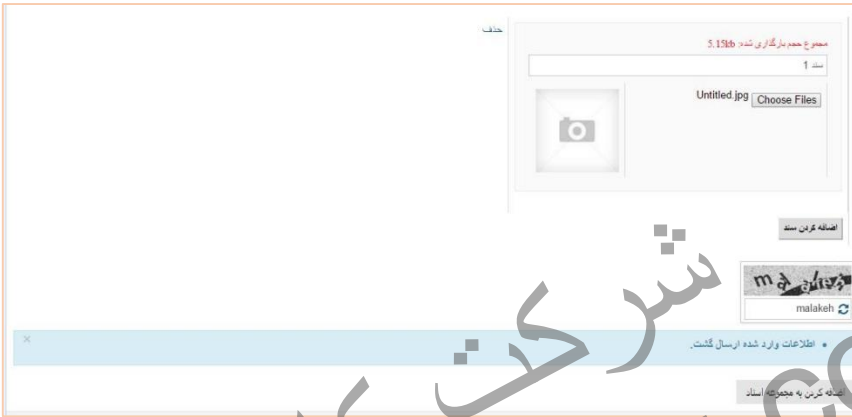 حذف
مجموع حجم بارگذاری شده: 5.15kb
سند 1
Untitled.jpg Choose Files
اضافه کردن سند
malakeh
اطلاعات وارد شده ارسال گشت.
اضافه کردن به مجموعه اسناد
شرکت